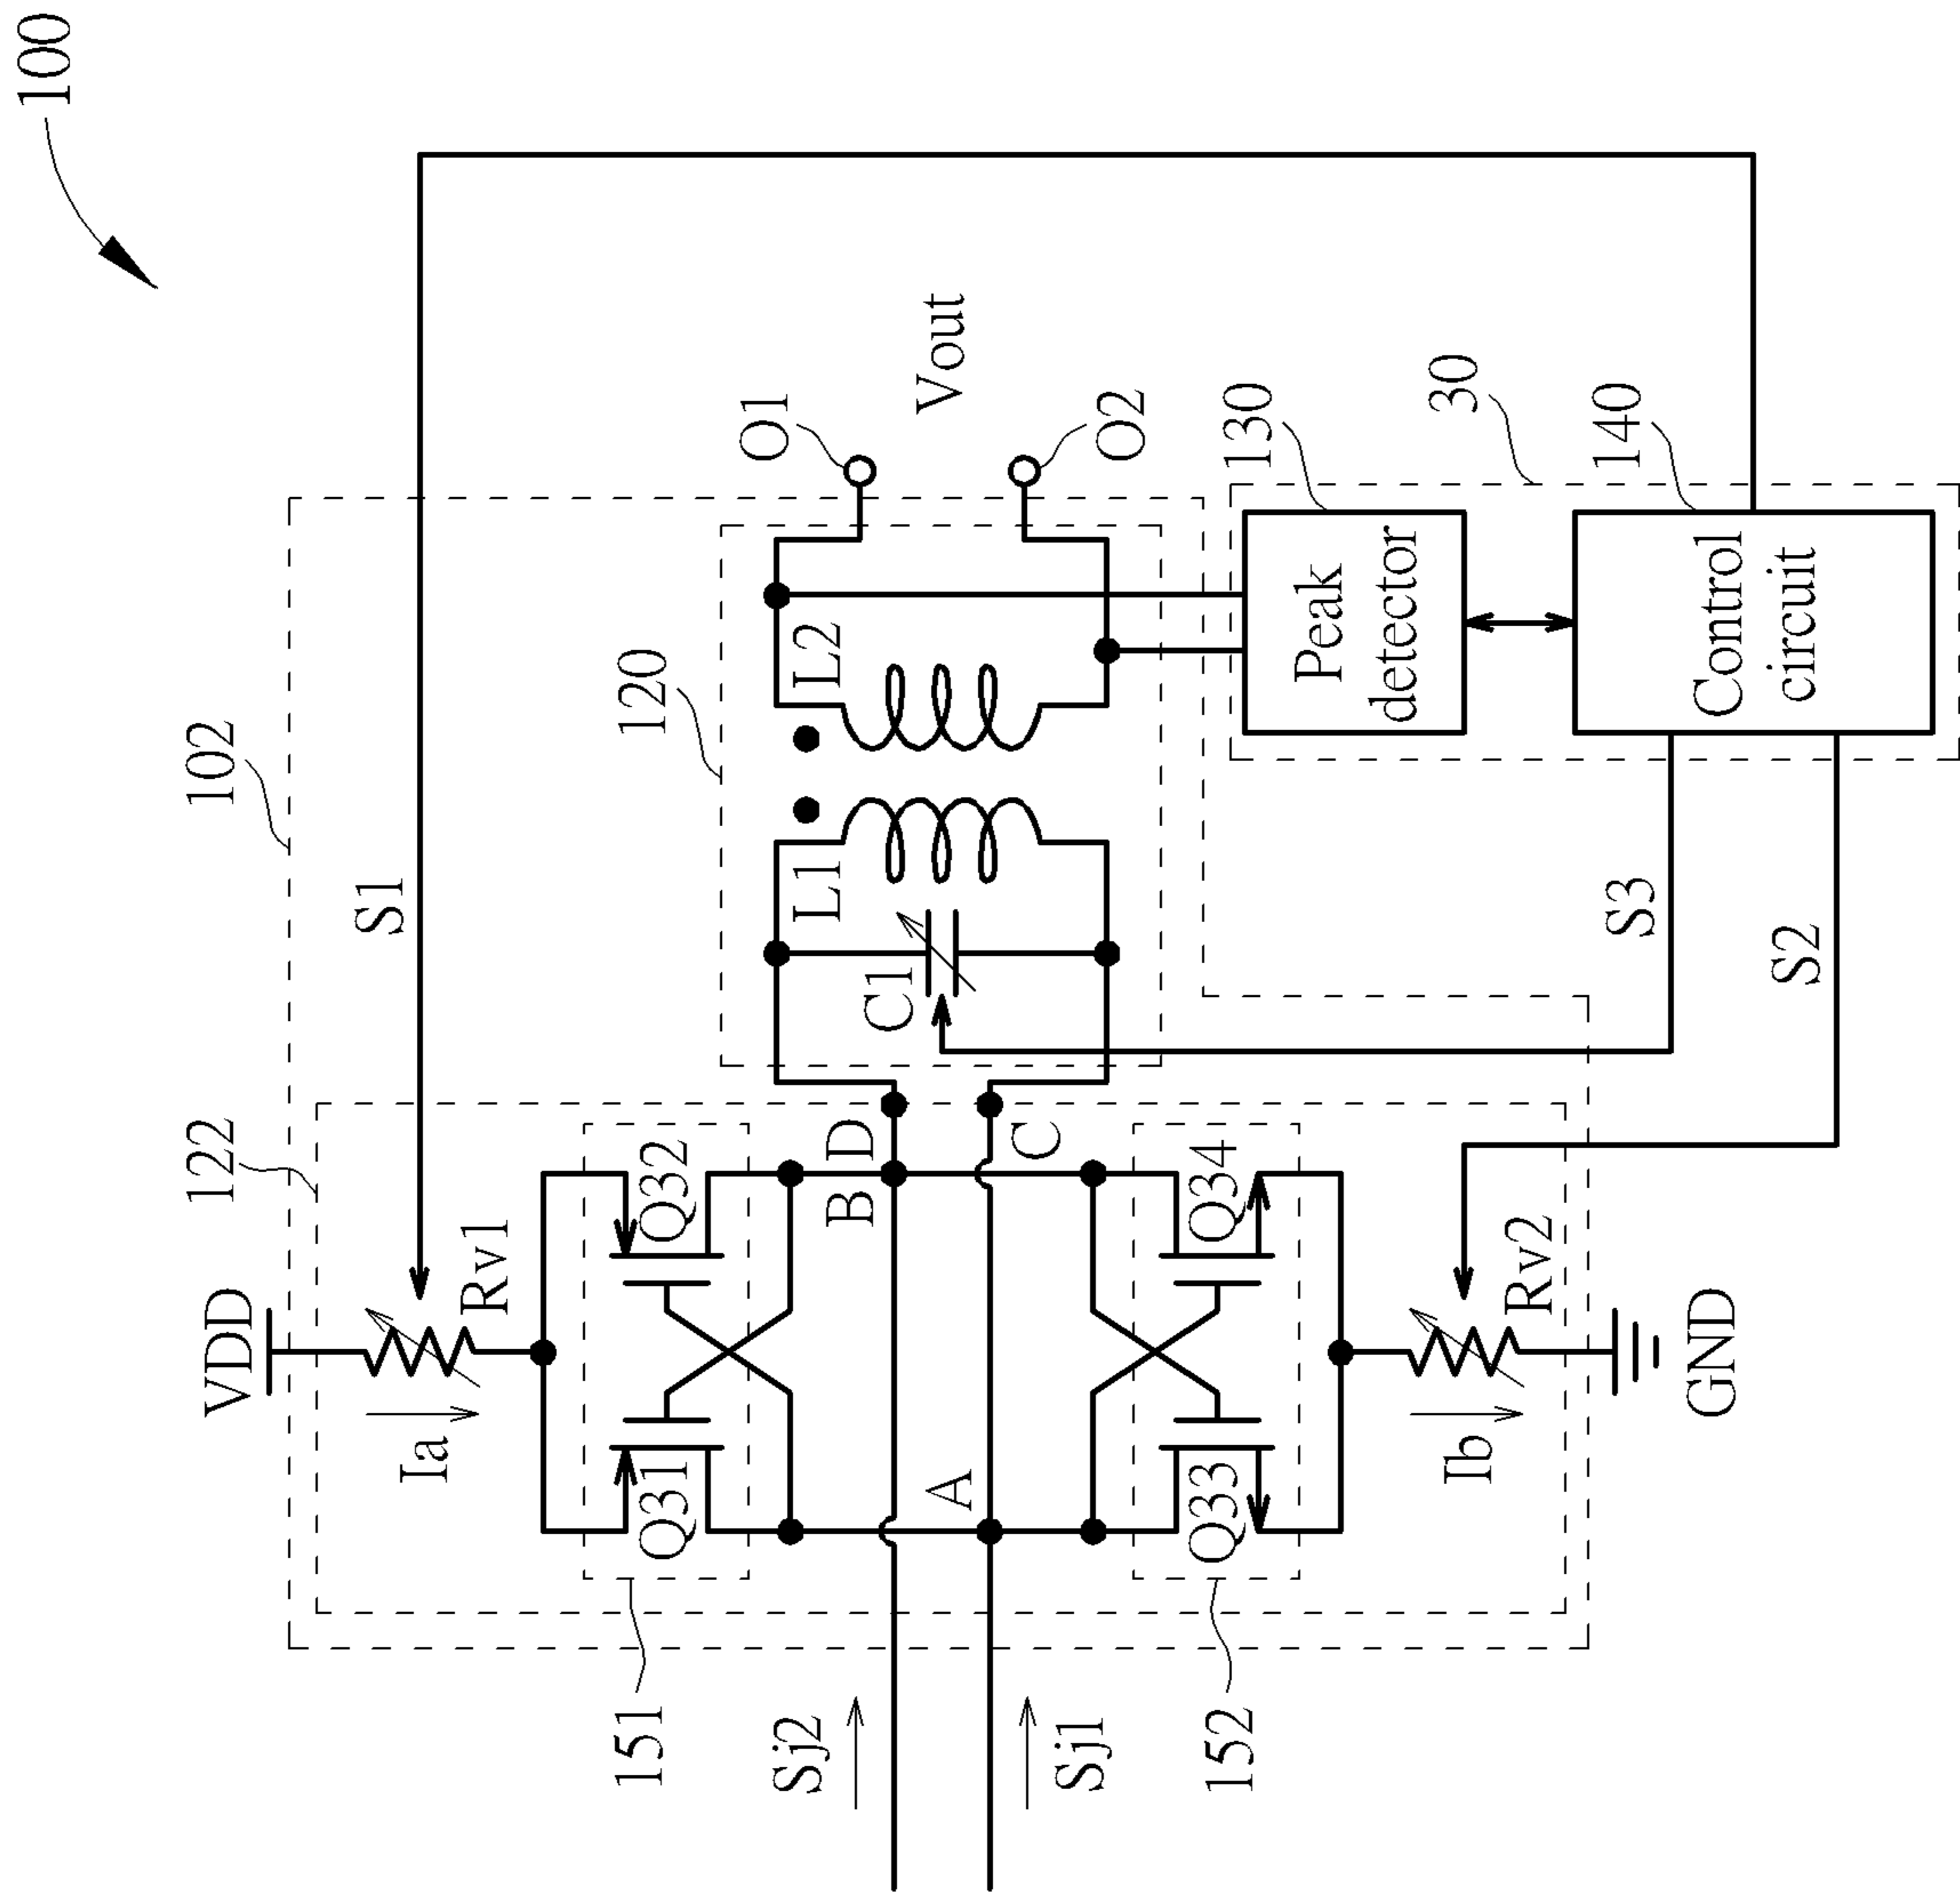 100
102
122
VDD
S1
Rv1
Ia
Q31
Q32
151
Sj2
Sj1
B
D
A
C
120
C1
L1
L2
O1
O2
Vout
Q33
Q34
152
Ib
Rv2
GND
130
Peak
detector
30
140
Control
circuit
S3
S2